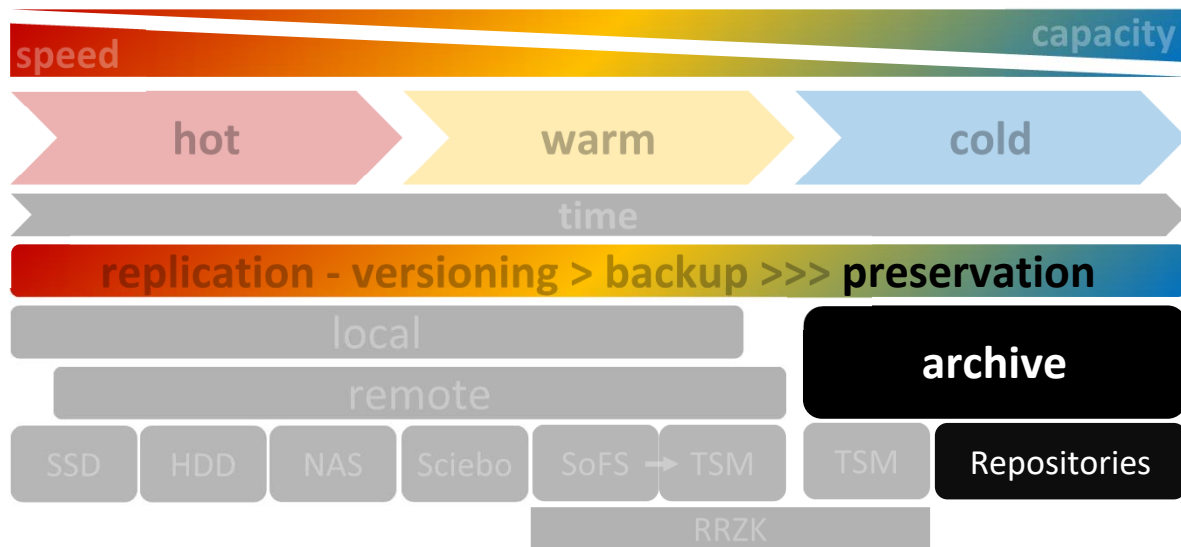 speed capacity
hot warm cold
time
replication - versioning > backup >>> preservation
local
archive
remote
SSD HDD NAS Sciebo SoFS → TSM TSM Repositories
RRZK